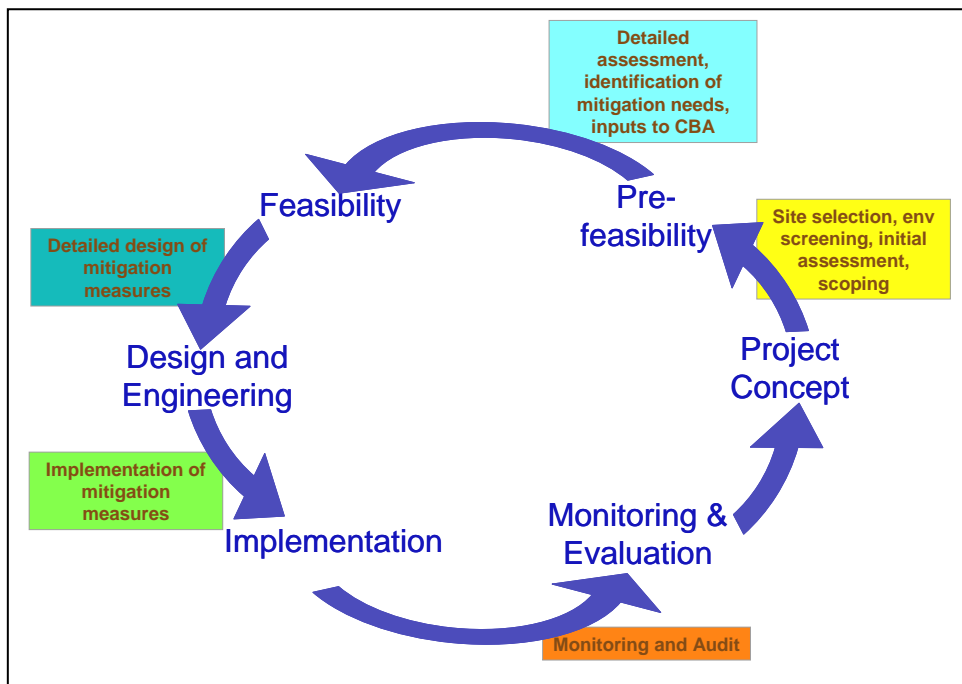 Detailed
assessment,
identification of
mitigation needs,
inputs to CBA
Feasibility
Pre-
feasibility
Site selection, env
screening, initial
assessment,
scoping
Detailed design of
mitigation
measures
Design and
Engineering
Project
Concept
Implementation of
mitigation
measures
Implementation
Monitoring &
Evaluation
Monitoring and Audit